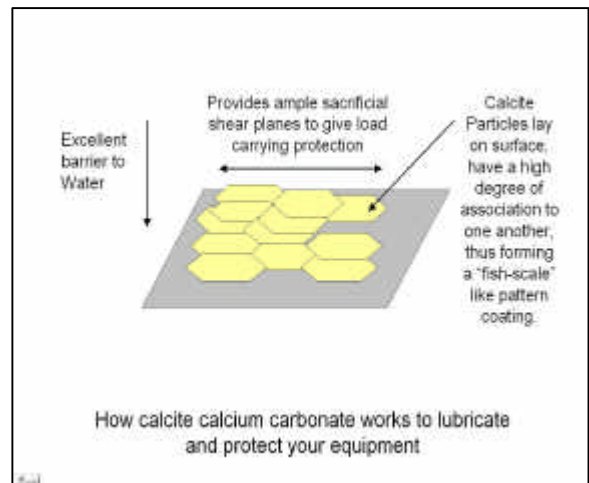 Excellent
barrier to
Water
Provides ample sacrificial
shear planes to give load
carrying protection
Calcite
Particles lay
on surface,
have a high
degree of
association to
one another,
thus forming
a "fish-scale"
like pattern
coating.
How calcite calcium carbonate works to lubricate
and protect your equipment